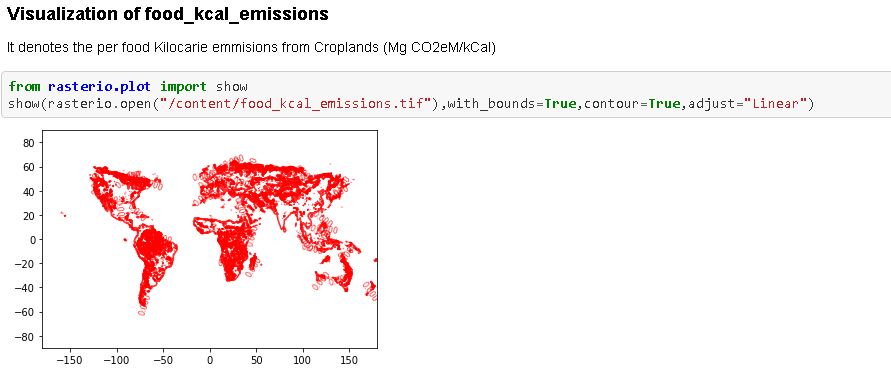 Visualization of food_kcal_emissions
It denotes the per food Kilocarie emmisions from Croplands (Mg CO2eM/kCal)
from rasterio.plot import show
show(rasterio.open("/content/food_kcal_emissions.tif"),with_bounds=True,contour=True,adjust="Linear")
80
60
40
20
0
−20
−40
−60
−80
−150 −100 −50 0 50 100 150